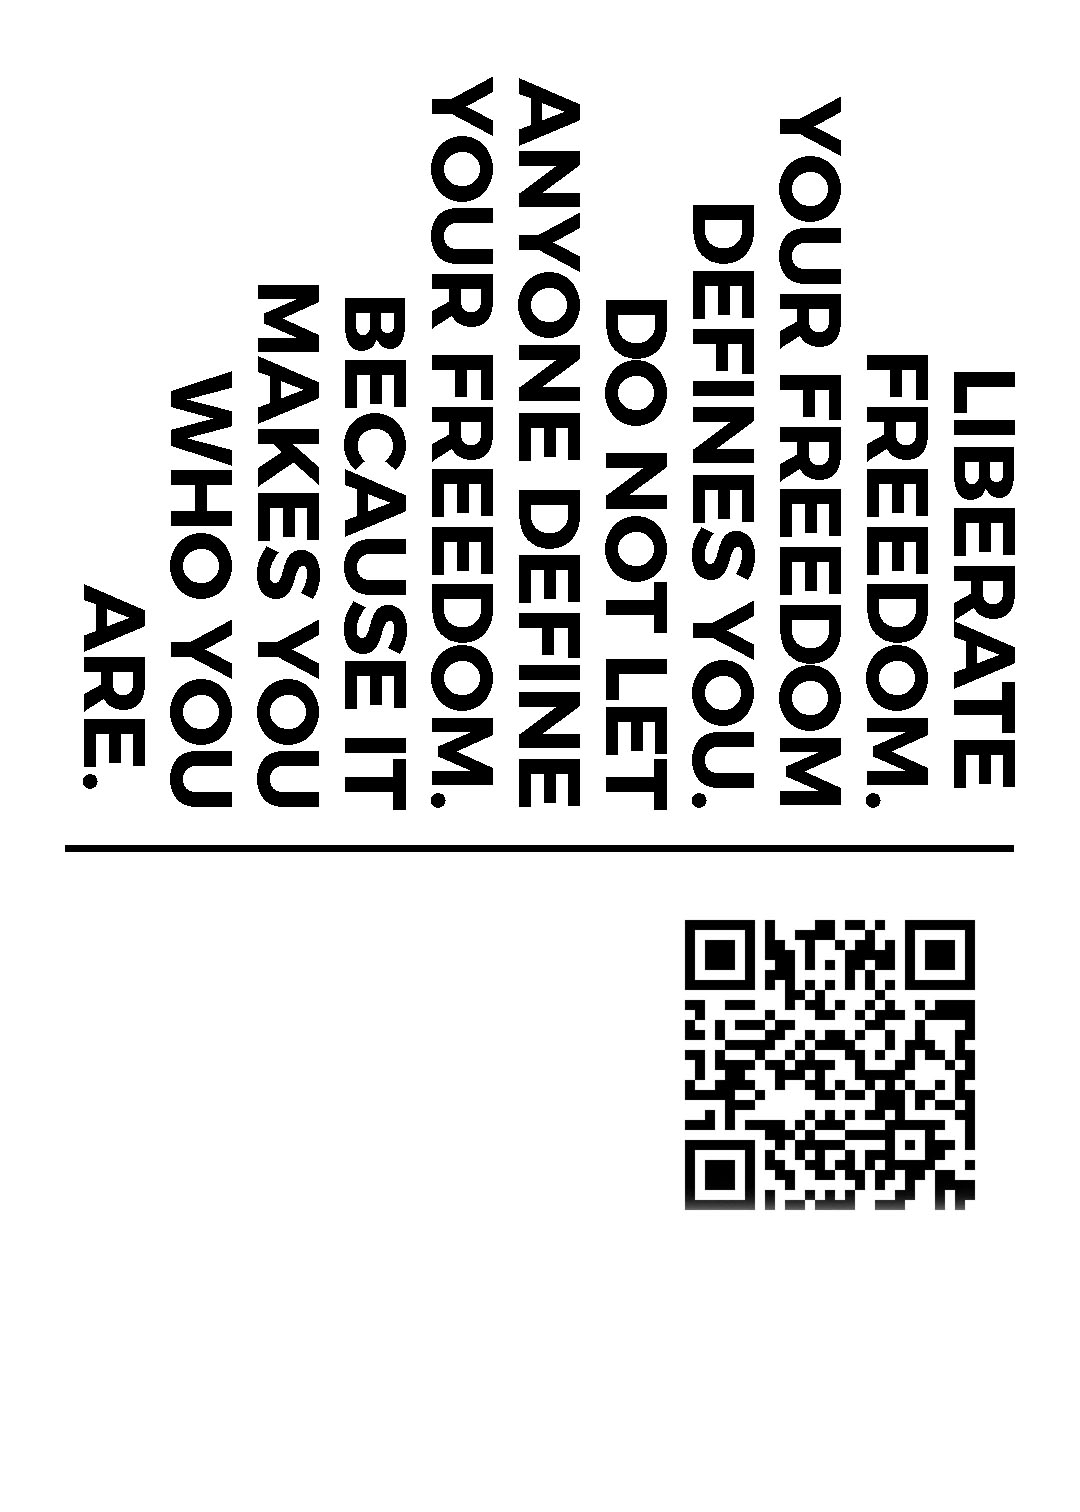 LIBERATE
FREEDOM.
YOUR FREEDOM
DEFINES YOU.
DO NOT LET
ANYONE DEFINE
YOUR FREEDOM.
BECAUSE IT
MAKES YOU
WHO YOU
ARE.